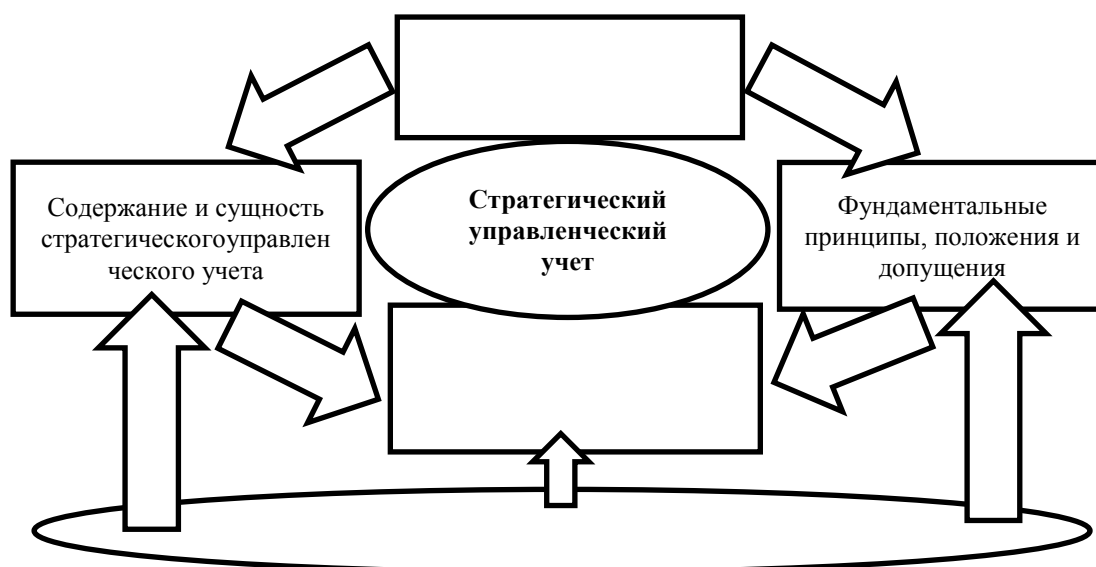 Содержание и сущность
стратегическогоуправлен
ческого учета
Стратегический
управленческий
учет
Фундаментальные
принципы, положения и
допущения